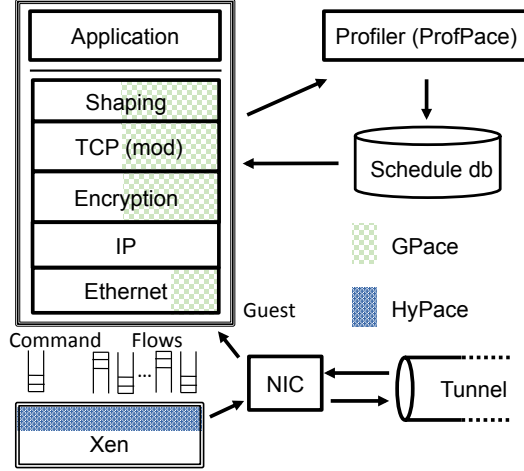 Application
Profiler (ProfPace)
Shaping
TCP (mod)
Encryption
IP
Ethernet
Schedule db
GPace
HyPace
Guest
Command
Flows
...
NIC
Tunnel
Xen